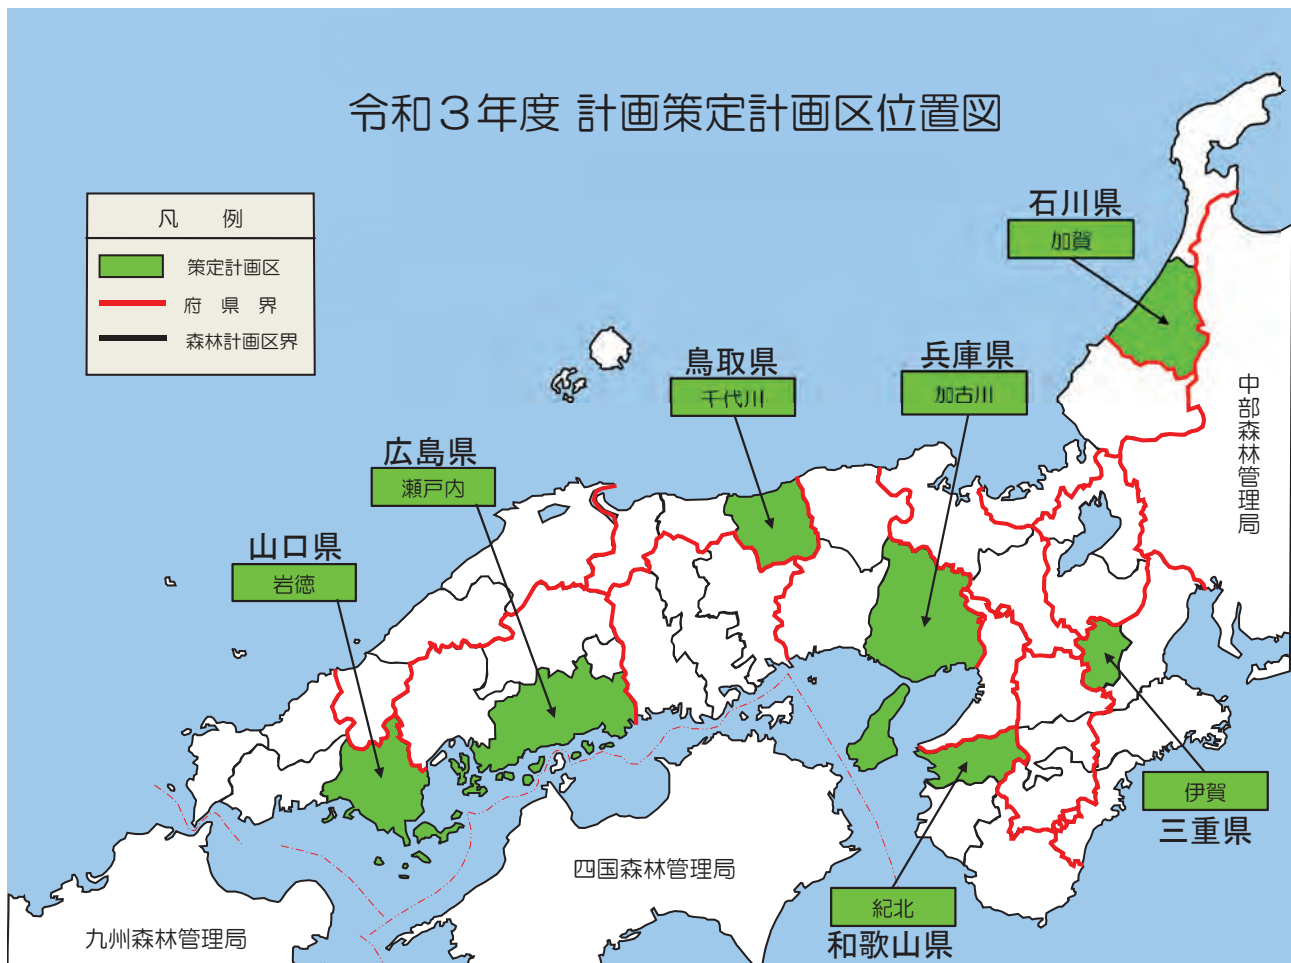 令和３年度 計画策定計画区位置図
凡　例
策定計画区
府　県　界
森林計画区界
石川県
加賀
鳥取県
千代川
兵庫県
加古川
広島県
瀬戸内
山口県
岩徳
中部森林管理局
伊賀
三重県
四国森林管理局
紀北
和歌山県
九州森林管理局